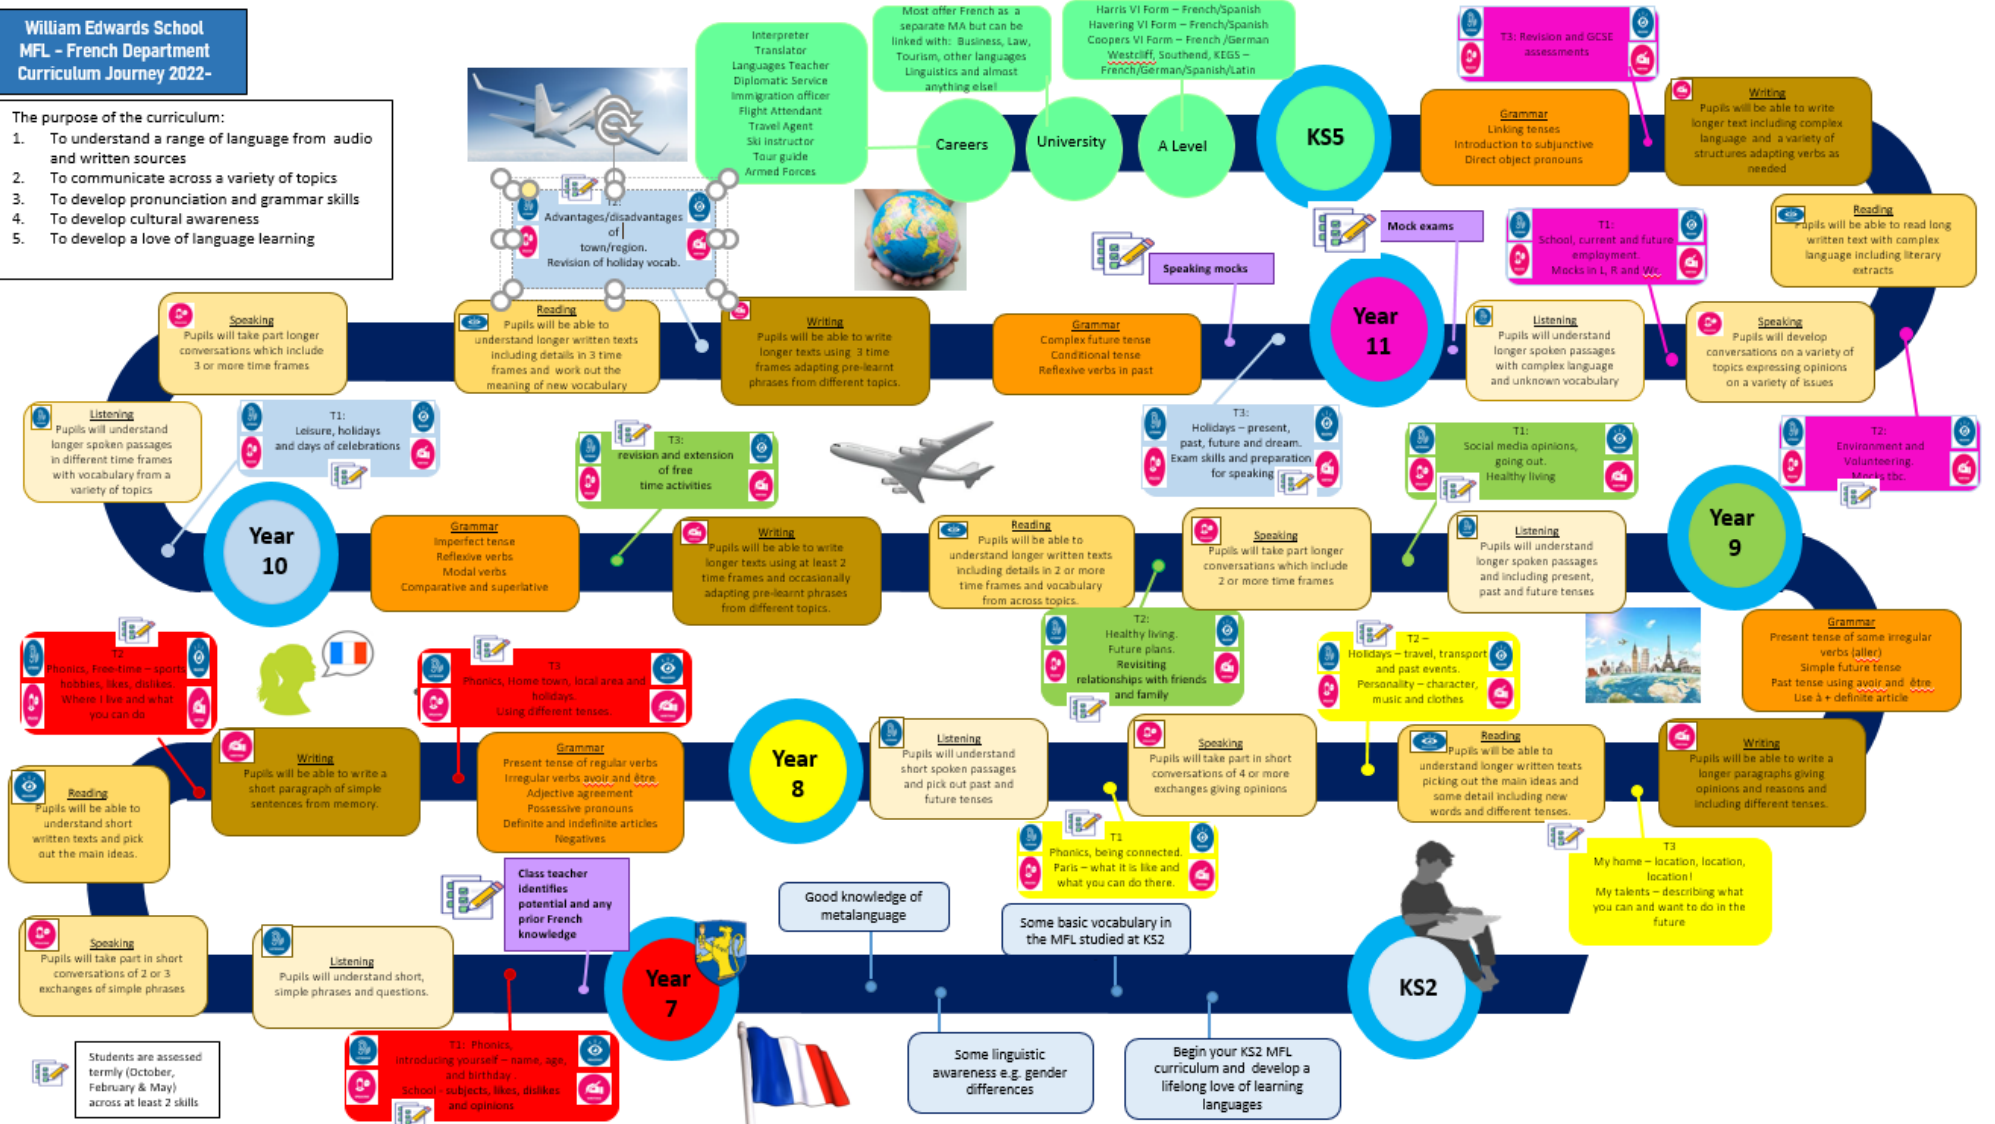 William Edwards School
MFL - French Department
Curriculum Journey 2022-
The purpose of the curriculum:
1. To understand a range of language from audio
and written sources
2. To communicate across a variety of topics
3. To develop pronunciation and grammar skills
4. To develop cultural awareness
5. To develop a love of language learning
Interpreter
Translator
Languages Teacher
Diplomatic Service
Immigration officer
Flight Attendant
Travel Agent
Ski instructor
Tour guide
Armed Forces
Most offer French as a
separate MA but can be
linked with: Business, Law,
Tourism, other languages
Linguistics and almost
anything else!
Harris VI Form – French/Spanish
Havering VI Form – French/Spanish
Coopers VI Form – French /German
Westcliff, Southend, KEGS –
French/German/Spanish/Latin
Careers
University
A Level
KS5
Grammar
Linking tenses
Introduction to subjunctive
Direct object pronouns
T3: Revision and GCSE
assessments
Writing
Pupils will be able to write
longer text including complex
language and a variety of
structures adapting verbs as
needed
Reading
Pupils will be able to read long
written text with complex
language including literary
extracts
T2:
Advantages/disadvantages
of
town/region.
Revision of holiday vocab.
Speaking mocks
Mock exams
T1:
School, current and future
employment.
Mocks in L, R and Wr.
Speaking
Pupils will take part longer
conversations which include
3 or more time frames
Reading
Pupils will be able to
understand longer written texts
including details in 3 time
frames and work out the
meaning of new vocabulary
Writing
Pupils will be able to write
longer texts using 3 time
frames adapting pre-learnt
phrases from different topics.
Grammar
Complex future tense
Conditional tense
Reflexive verbs in past
Year
11
Listening
Pupils will understand
longer spoken passages
with complex language
and unknown vocabulary
Speaking
Pupils will develop
conversations on a variety of
topics expressing opinions
on a variety of issues
Listening
Pupils will understand
longer spoken passages
in different time frames
with vocabulary from a
variety of topics
T1:
Leisure, holidays
and days of celebrations
T3:
revision and extension
of free
time activities
T3:
Holidays – present,
past, future and dream.
Exam skills and preparation
for speaking
T1:
Social media opinions,
going out.
Healthy living
T2:
Environment and
Volunteering.
Mocks tbc.
Year
10
Grammar
Imperfect tense
Reflexive verbs
Modal verbs
Comparative and superlative
Writing
Pupils will be able to write
longer texts using at least 2
time frames and occasionally
adapting pre-learnt phrases
from different topics.
Reading
Pupils will be able to
understand longer written texts
including details in 2 or more
time frames and vocabulary
from across topics.
Speaking
Pupils will take part longer
conversations which include
2 or more time frames
Listening
Pupils will understand
longer spoken passages
and including present,
past and future tenses
Year
9
Grammar
Present tense of some irregular
verbs (aller)
Simple future tense
Past tense using avoir and être
Use à + definite article
T2
Phonics, Free-time – sports
hobbies, likes, dislikes.
Where I live and what
you can do
T3
Phonics, Home town, local area and
holidays.
Using different tenses.
T2:
Healthy living.
Future plans.
Revisiting
relationships with friends
and family
T2 –
Holidays – travel, transport
and past events.
Personality – character,
music and clothes
Reading
Pupils will be able to
understand short
written texts and pick
out the main ideas.
Writing
Pupils will be able to write a
short paragraph of simple
sentences from memory.
Grammar
Present tense of regular verbs
Irregular verbs avoir and être
Adjective agreement
Possessive pronouns
Definite and indefinite articles
Negatives
Year
8
Listening
Pupils will understand
short spoken passages
and pick out past and
future tenses
Speaking
Pupils will take part in short
conversations of 4 or more
exchanges giving opinions
Reading
Pupils will be able to
understand longer written texts
picking out the main ideas and
some detail including new
words and different tenses.
Writing
Pupils will be able to write a
longer paragraphs giving
opinions and reasons and
including different tenses.
T1
Phonics, being connected.
Paris – what it is like and
what you can do there.
T3
My home – location, location,
location!
My talents – describing what
you can and want to do in the
future
Speaking
Pupils will take part in short
conversations of 2 or 3
exchanges of simple phrases
Listening
Pupils will understand short,
simple phrases and questions.
Class teacher
identifies
potential and any
prior French
knowledge
Year
7
Good knowledge of
metalanguage
Some basic vocabulary in
the MFL studied at KS2
KS2
Some linguistic
awareness e.g. gender
differences
Begin your KS2 MFL
curriculum and develop a
lifelong love of learning
languages
T1: Phonics,
Introducing yourself – name, age,
and birthday.
School - subjects, likes, dislikes
and opinions
Students are assessed
termly (October,
February & May)
across at least 2 skills